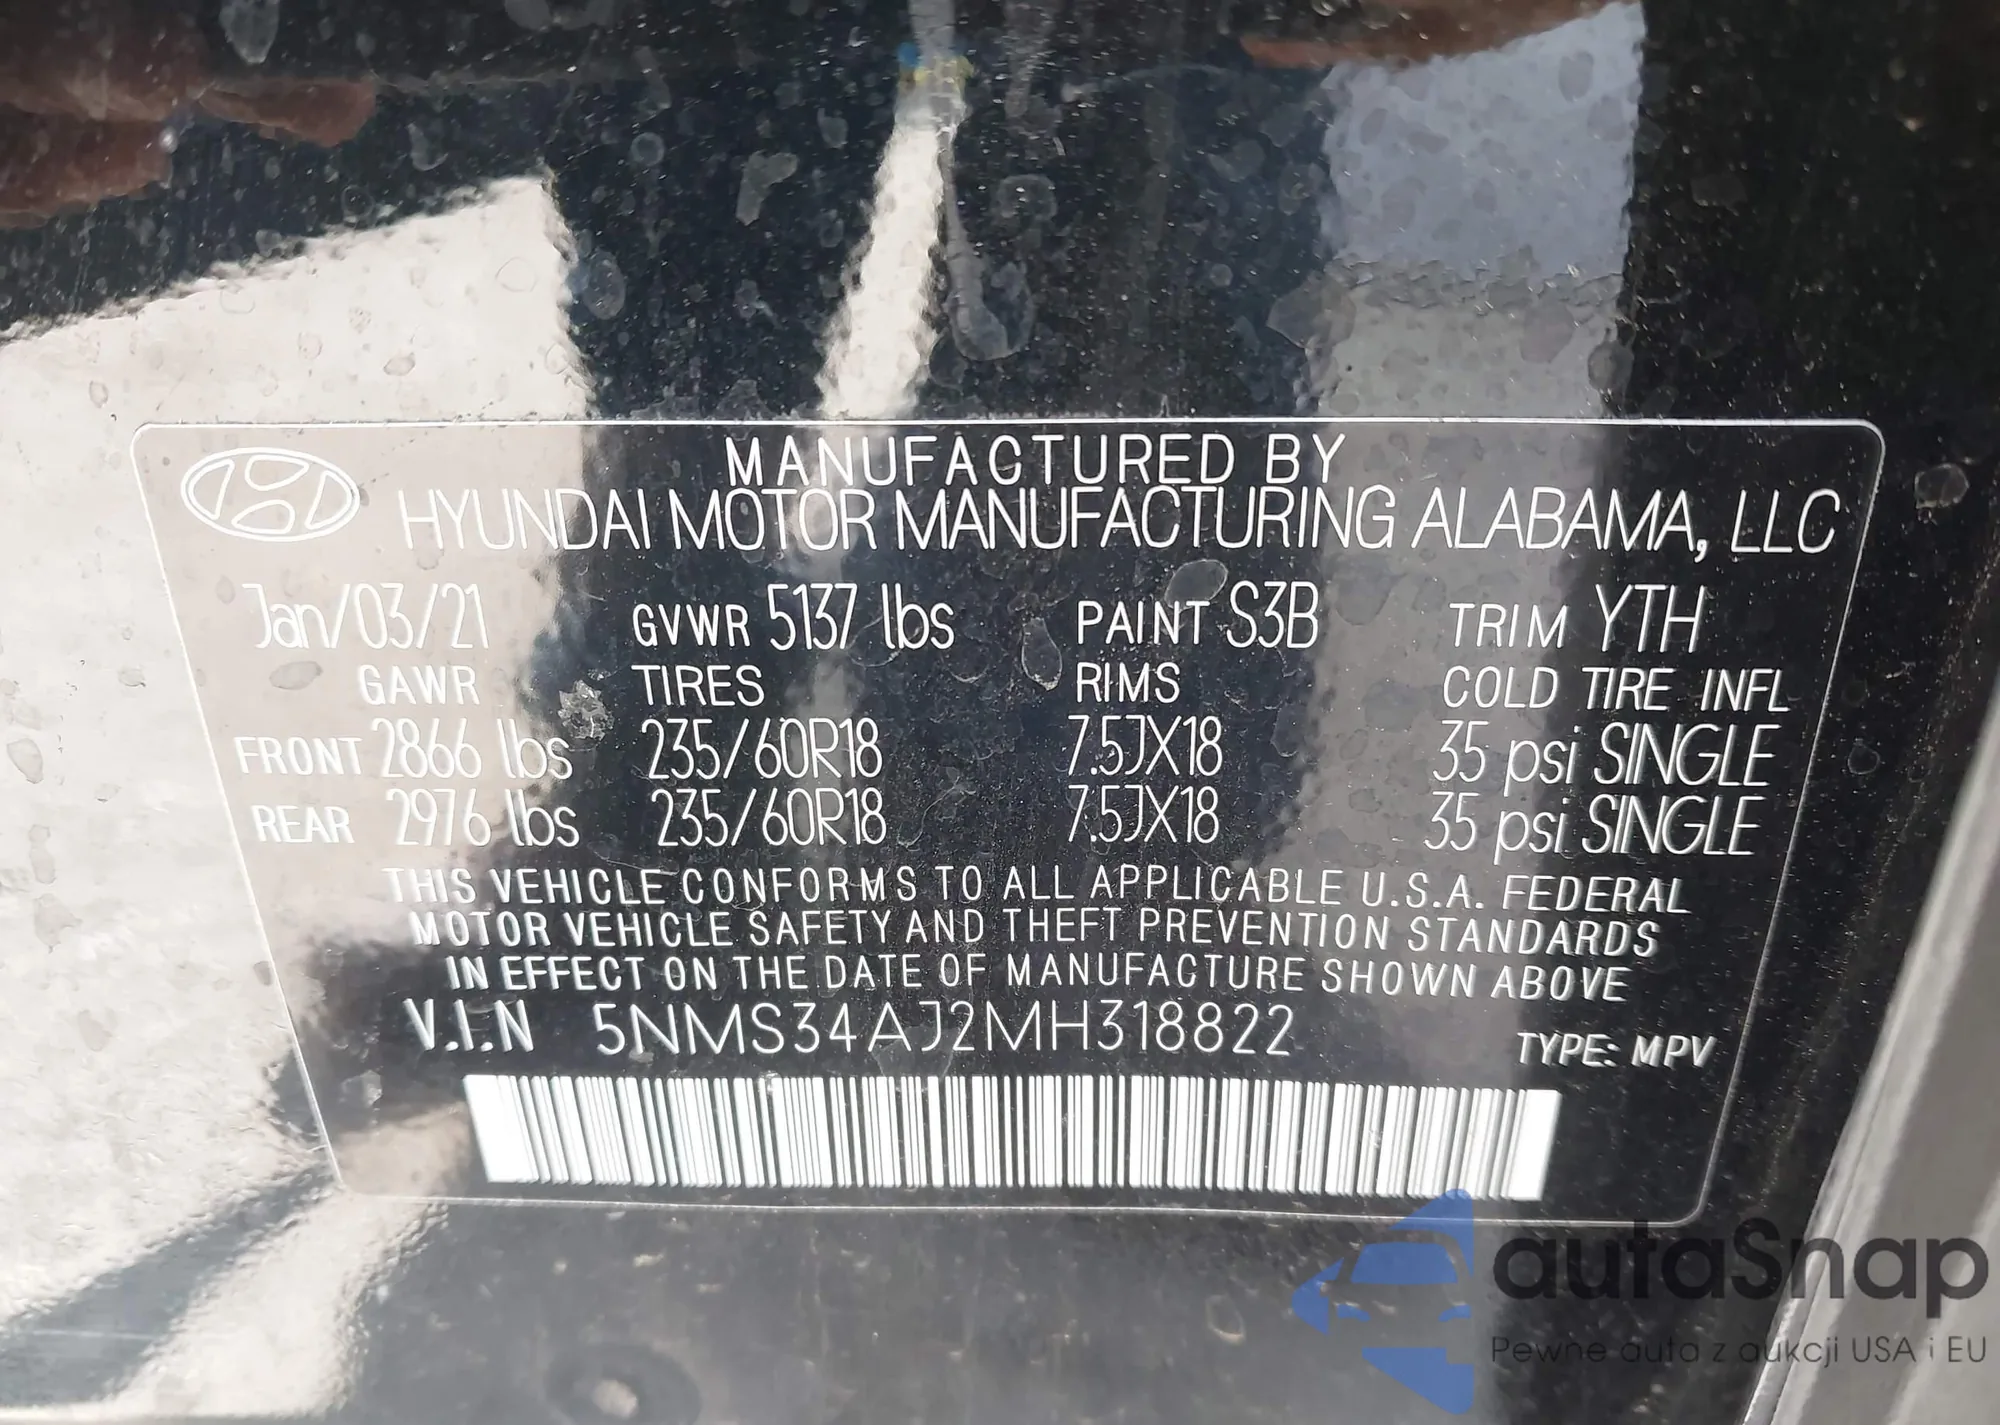 MANUFACTURED BY
HYUNDAI MOTOR MANUFACTURING ALABAMA, LLC
Jan/03/21 GVWR 5137 lbs PAINT S3B TRIM YTH
GAWR TIRES RIMS COLD TIRE INFL
FRONT 2866 lbs 235/60R18 7.5JX18 35 psi SINGLE
REAR 2976 lbs 235/60R18 7.5JX18 35 psi SINGLE
THIS VEHICLE CONFORMS TO ALL APPLICABLE U.S.A. FEDERAL
MOTOR VEHICLE SAFETY AND THEFT PREVENTION STANDARDS
IN EFFECT ON THE DATE OF MANUFACTURE SHOWN ABOVE
V.I.N 5NMS34AJ2MH318822 TYPE: MPV
autaSnap
Pewne auta z aukcji USA i EU